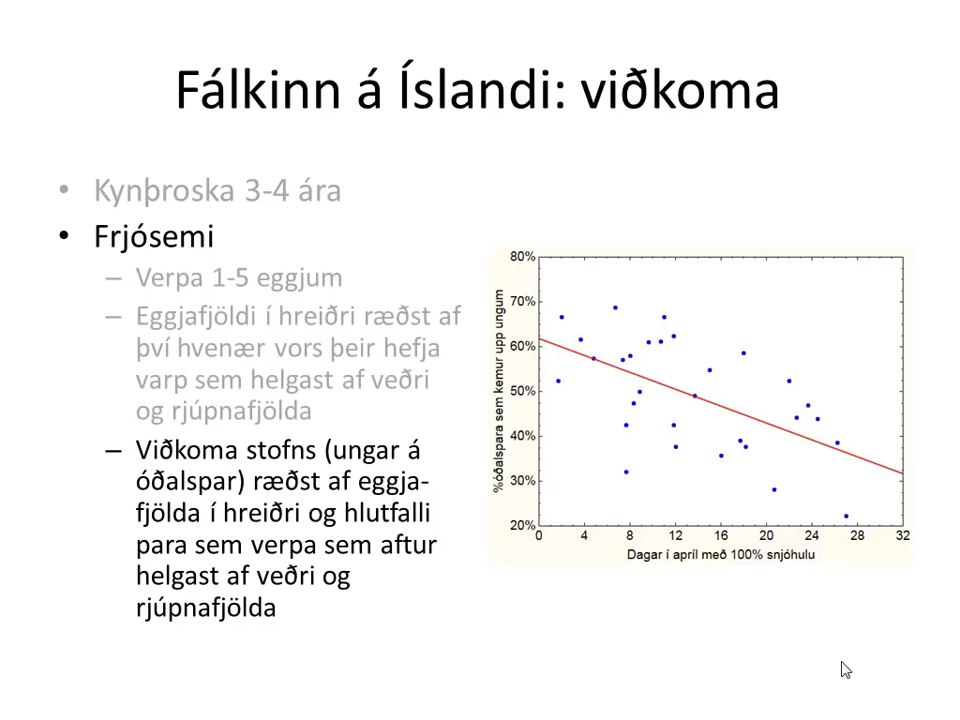 Fálkinn á Íslandi: viðkoma
• Kynþroska 3-4 ára
• Frjósemi
– Verpa 1-5 eggjum
– Eggjafjöldi í hreiðri ræðst af
því hvenær vors þeir hefja
varp sem helgast af veðri
og rjúpnafjölda
– Viðkoma stofns (ungar á
óðalspar) ræðst af eggja-
fjölda í hreiðri og hlutfalli
para sem verpa sem aftur
helgast af veðri og
rjúpnafjölda
%óðalspara sem kemur upp ungum
80%
70%
60%
50%
40%
30%
20%
0 4 8 12 16 20 24 28 32
Dagar í apríl með 100% snjóhulu